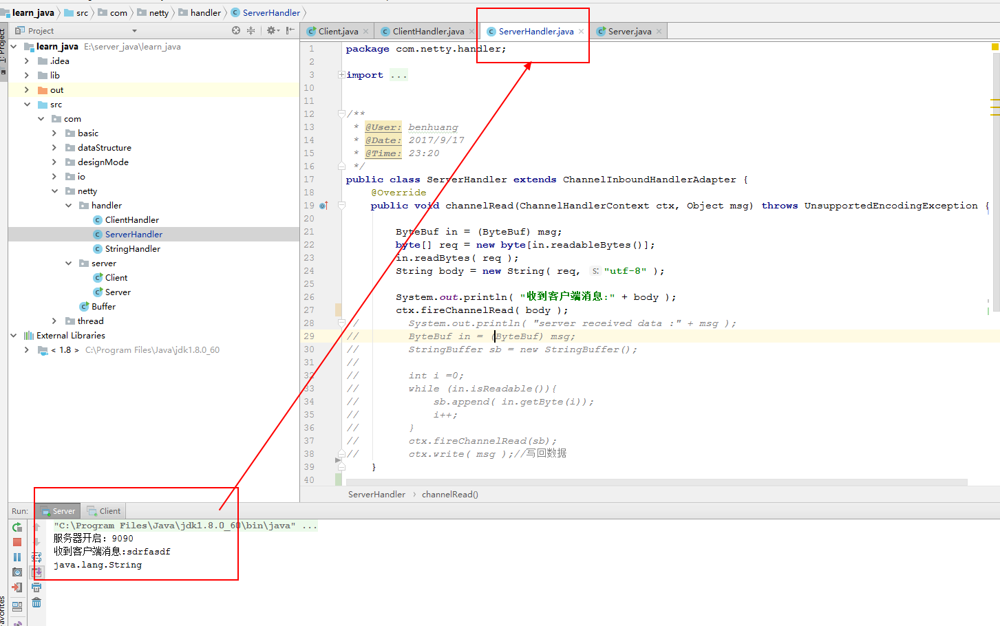 learn_java src com netty handler ServerHandler
Project
Client.java ClientHandler.java ServerHandler.java Server.java
learn_java E:\server_java\learn_java
.idea
lib
out
src
com
basic
dataStructure
designMode
io
netty
handler
ClientHandler
ServerHandler
StringHandler
server
Client
Server
Buffer
thread
External Libraries
< 1.8 > C:\Program Files\Java\jdk1.8.0_60
1: Project
1 package com.netty.handler;
2
3 import ...
10
11
12 /**
13 * @User: benhuang
14 * @Date: 2017/9/17
15 * @Time: 23:20
16 */
17 public class ServerHandler extends ChannelInboundHandlerAdapter {
18 @Override
19 public void channelRead(ChannelHandlerContext ctx, Object msg) throws UnsupportedEncodingException {
20
21 ByteBuf in = (ByteBuf) msg;
22 byte[] req = new byte[in.readableBytes()];
23 in.readBytes( req );
24 String body = new String( req, s: "utf-8" );
25
26 System.out.println( "收到客户端消息:" + body );
27 ctx.fireChannelRead( body );
28 / System.out.println( "server received data :" + msg );
29 // ByteBuf in = (ByteBuf) msg;
30 // StringBuffer sb = new StringBuffer();
31 //
32 // int i =0;
33 // while (in.isReadable()){
34 // sb.append( in.getByte(i));
35 // i++;
36 // }
37 // ctx.fireChannelRead(sb);
38 // ctx.write( msg );//写回数据
39 }
40
ServerHandler channelRead()
Run: Server Client
"C:\Program Files\Java\jdk1.8.0_60\bin\java" ...
服务器开启：9090
收到客户端消息:sdrfasdf
java.lang.String